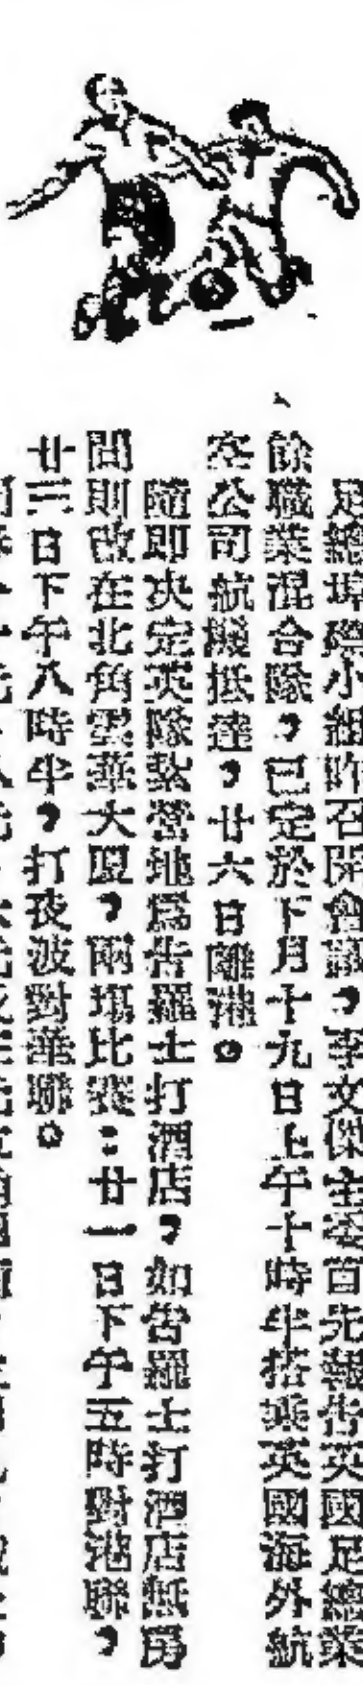 足總埠際小組昨召開會議，李文傑主委首先報告英國足總業
餘職業混合隊，已定於下月十九日上午十時半搭乘英國海外航
空公司航機抵達，廿六日離港。
隨即決定英隊紮營地爲告羅士打酒店，如告羅士打酒店無房
間則改在北角雲華大厦，兩塲比賽：廿一日下午五時對港聯，
廿三日下午八時半，打夜波對華聯。